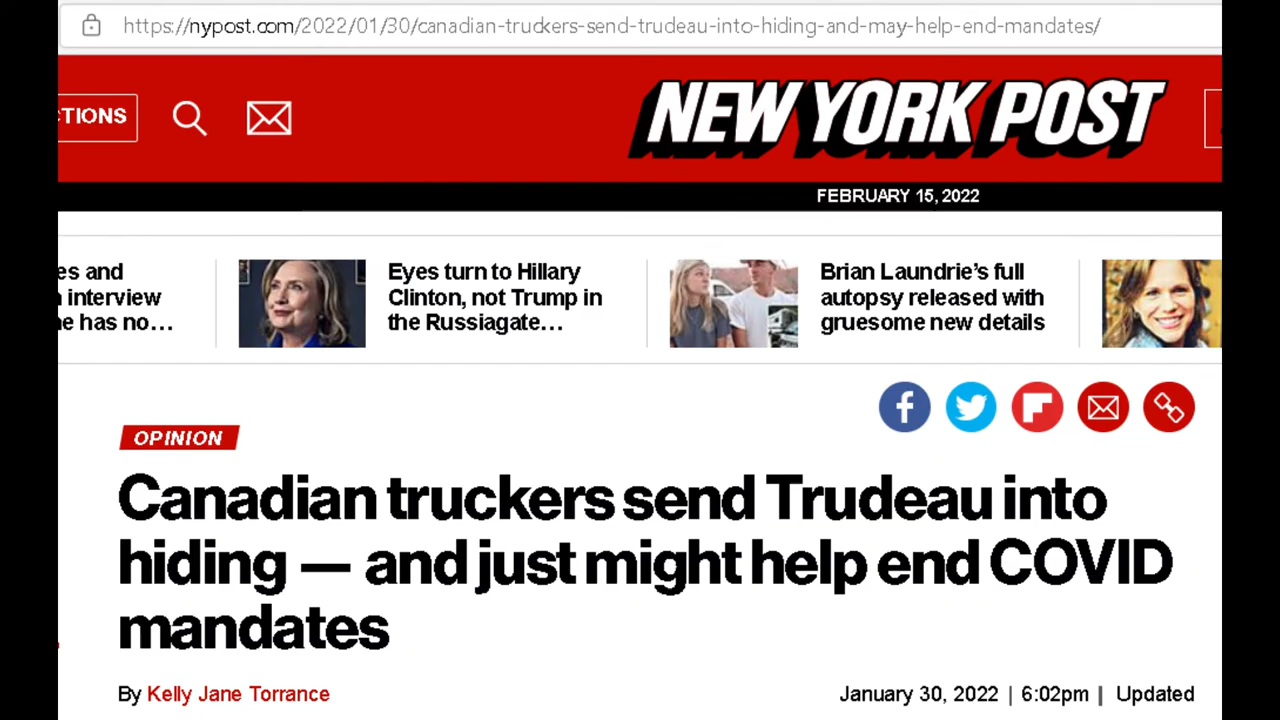 https://nypost.com/2022/01/30/canadian-truckers-send-trudeau-into-hiding-and-may-help-end-mandates/
CTIONS
NEW YORK POST
FEBRUARY 15, 2022
es and
interview
e has no…
Eyes turn to Hillary
Clinton, not Trump in
the Russiagate…
Brian Laundrie's full
autopsy released with
gruesome new details
OPINION
Canadian truckers send Trudeau into
hiding — and just might help end COVID
mandates
By Kelly Jane Torrance
January 30, 2022 | 6:02pm | Updated